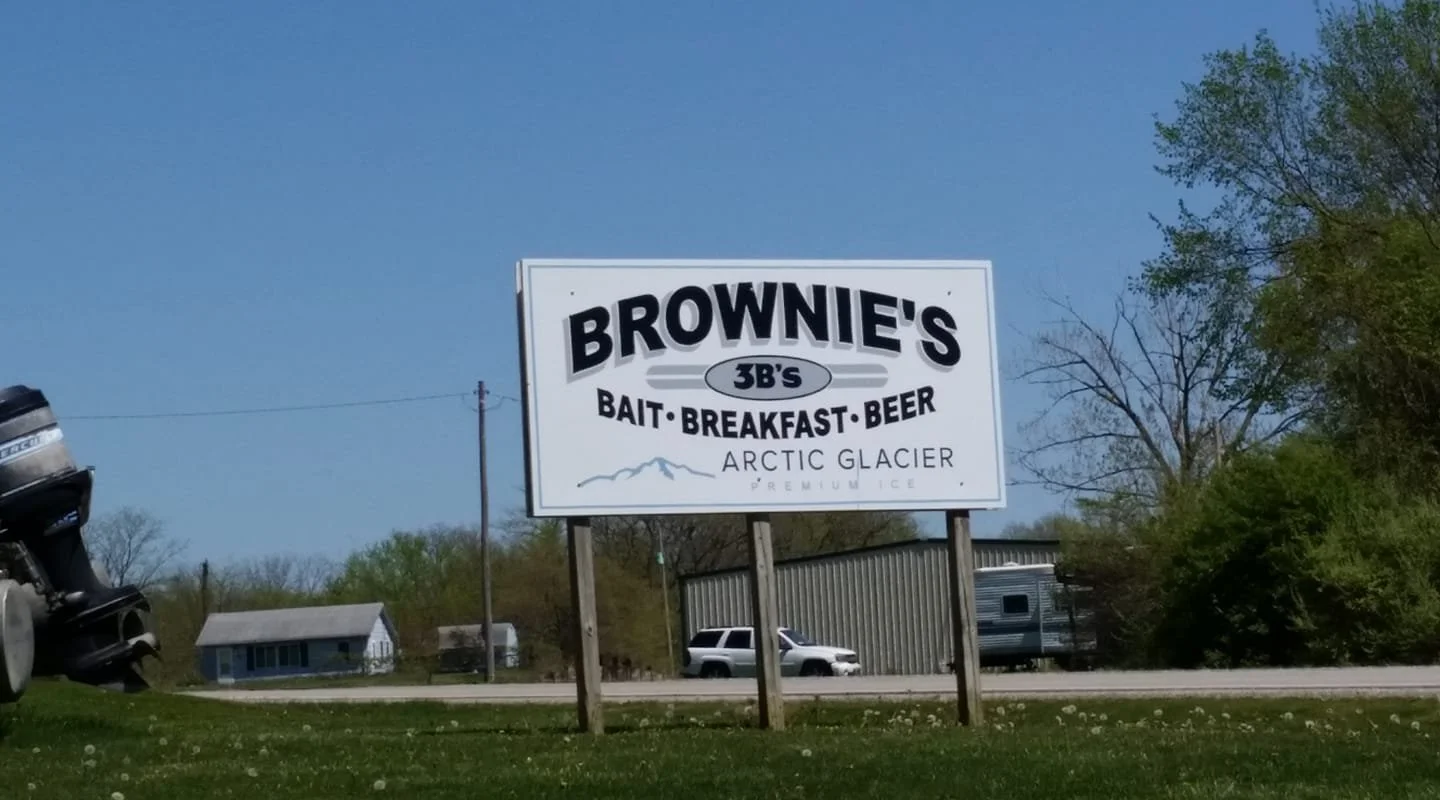 BROWNIE'S
3B's
BAIT • BREAKFAST • BEER
ARCTIC GLACIER
PREMIUM ICE